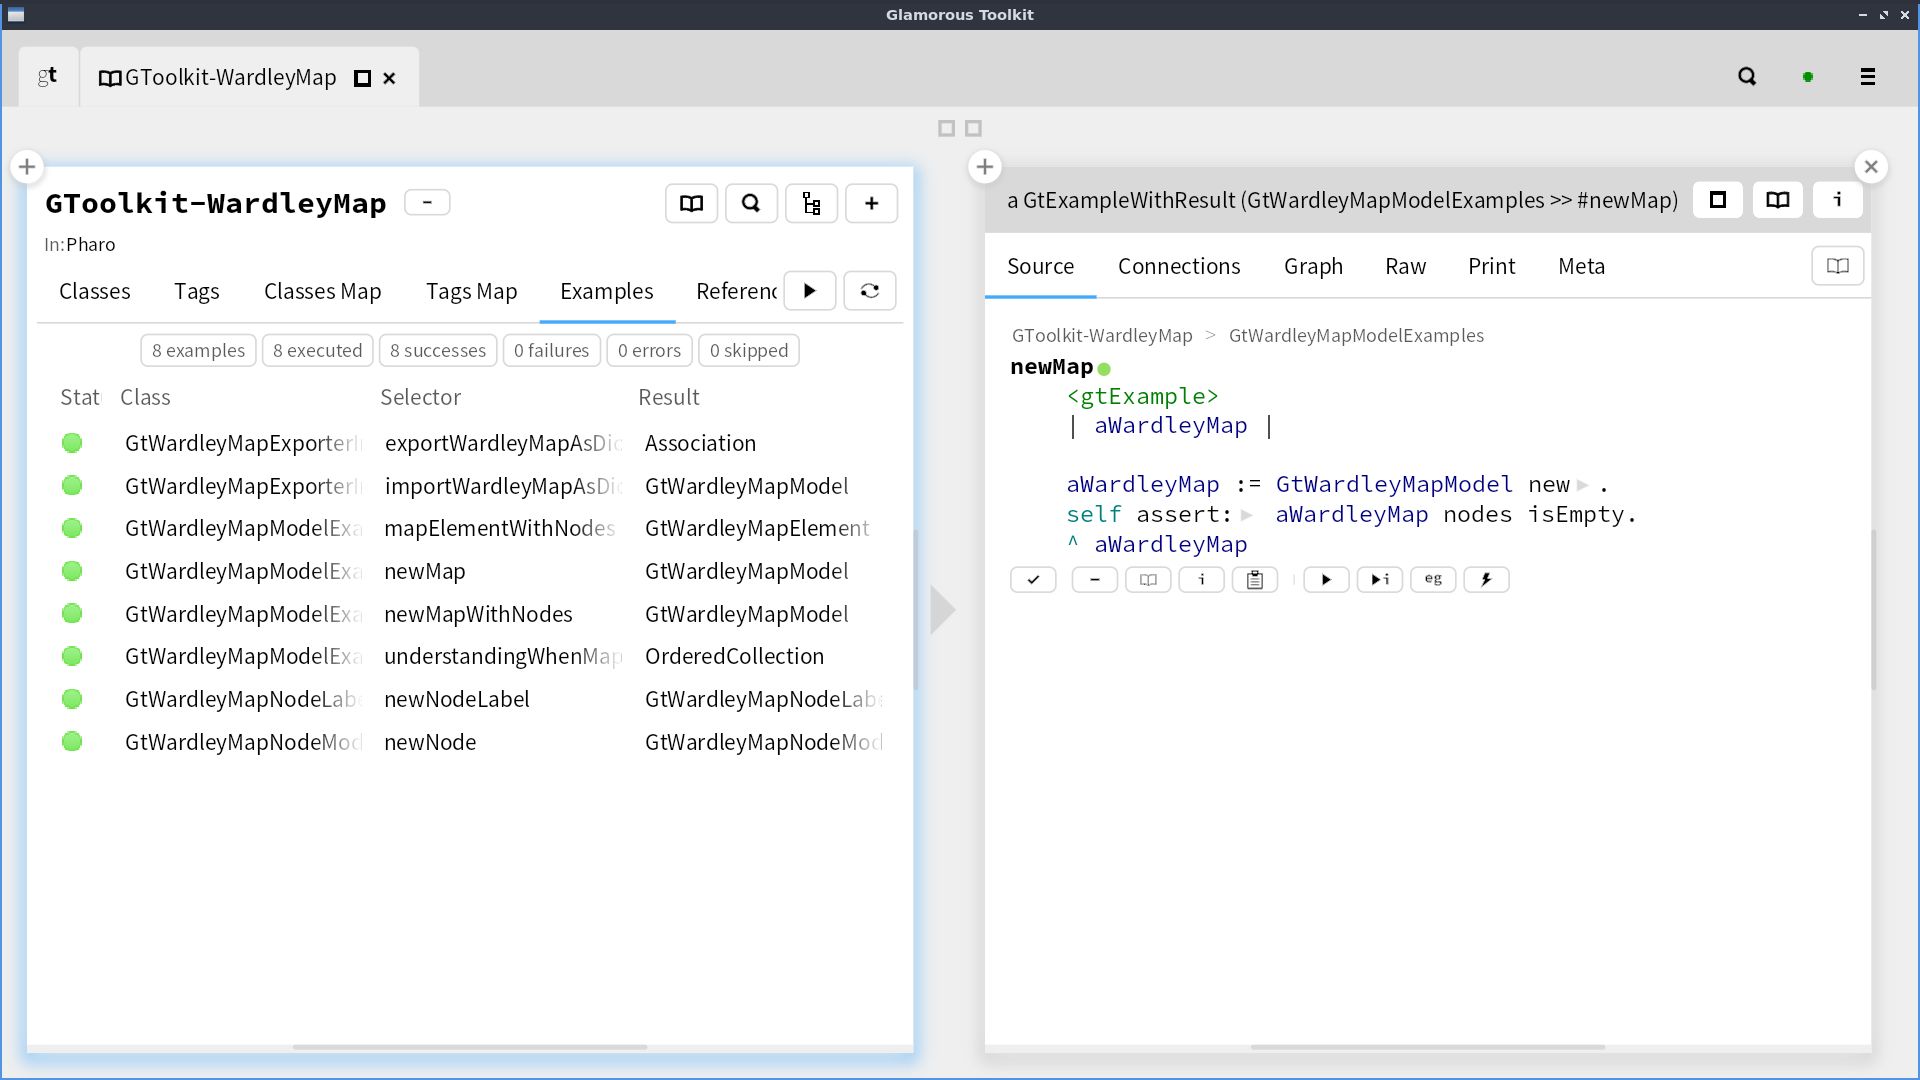 Glamorous Toolkit
gt
GToolkit-WardleyMap
GToolkit-WardleyMap
In: Pharo
Classes Tags Classes Map Tags Map Examples Referenc
8 examples 8 executed 8 successes 0 failures 0 errors 0 skipped
Stat Class Selector Result
GtWardleyMapExporterI exportWardleyMapAsDic Association
GtWardleyMapExporterI importWardleyMapAsDic GtWardleyMapModel
GtWardleyMapModelExa mapElementWithNodes GtWardleyMapElement
GtWardleyMapModelExa newMap GtWardleyMapModel
GtWardleyMapModelExa newMapWithNodes GtWardleyMapModel
GtWardleyMapModelExa understandingWhenMap OrderedCollection
GtWardleyMapNodeLabe newNodeLabel GtWardleyMapNodeLabe
GtWardleyMapNodeMod newNode GtWardleyMapNodeMod
a GtExampleWithResult (GtWardleyMapModelExamples >> #newMap)
i
Source Connections Graph Raw Print Meta
GToolkit-WardleyMap > GtWardleyMapModelExamples
newMap
<gtExample>
| aWardleyMap |
aWardleyMap := GtWardleyMapModel new .
self assert: aWardleyMap nodes isEmpty.
^ aWardleyMap
i i eg